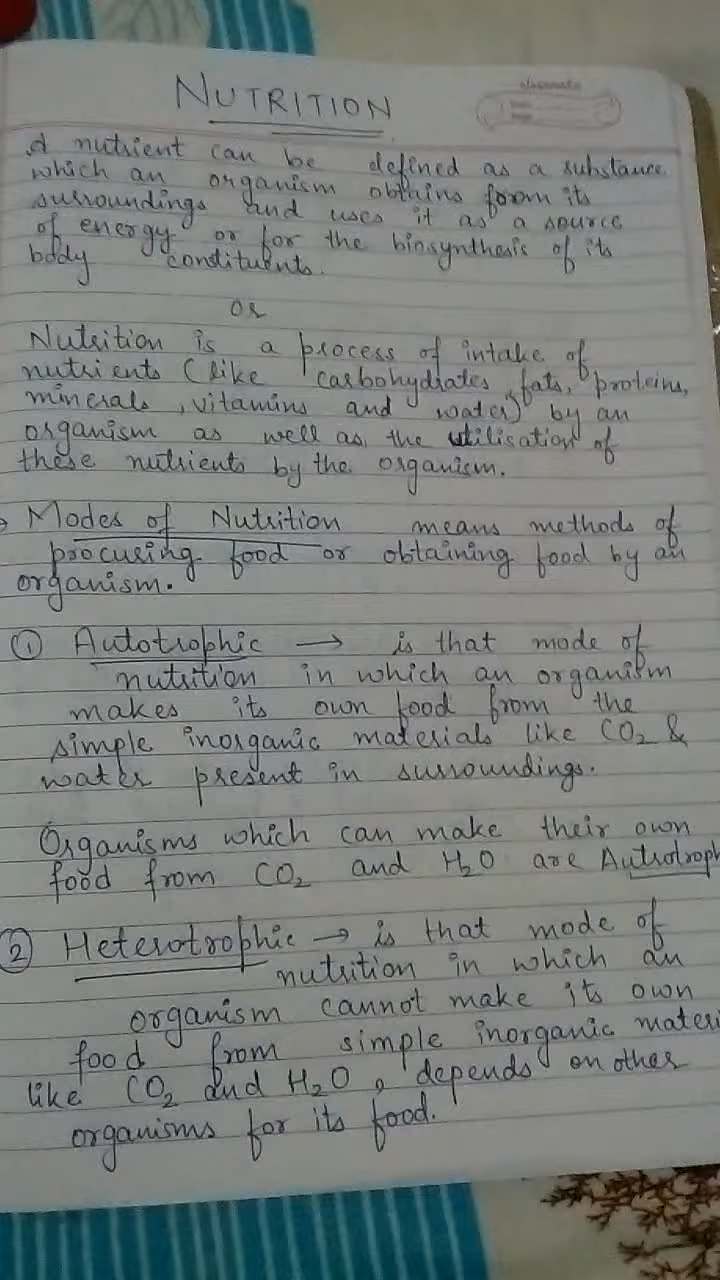 NUTRITION
classmate
A nutrient can be defined as a substance
which an organism obtains from its
surroundings and uses it as a source
of energy or for the biosynthesis of its
body constituents.
or
Nutrition is a process of intake of
nutrients (like carbohydrates, fats, proteins,
minerals, vitamins and water) by an
organism as well as the utilisation of
these nutrients by the organism.
→ Modes of Nutrition means methods of
procuring food or obtaining food by an
organism.
① Autotrophic → is that mode of
nutrition in which an organism
makes its own food from the
simple inorganic materials like CO₂ &
water present in surroundings.
Organisms which can make their own
food from CO₂ and H₂O are Autrotroph
② Heterotrophic → is that mode of
nutrition in which an
organism cannot make its own
food from simple inorganic materi
like CO₂ and H₂O, depends on other
organisms for its food.